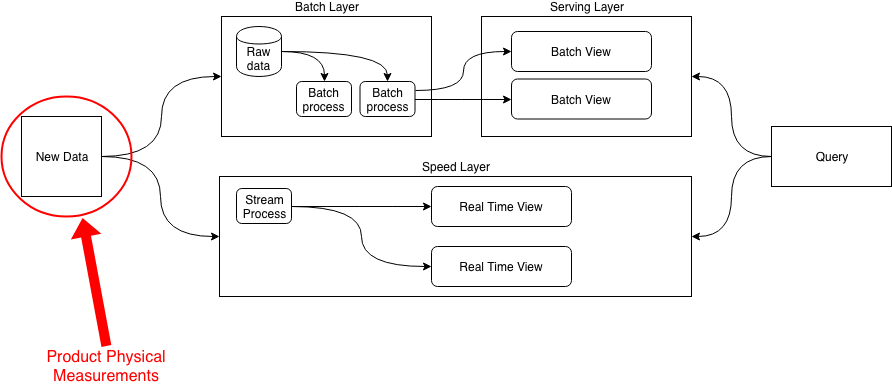 Batch Layer
Serving Layer
Raw
data
Batch
process
Batch
process
Batch View
Batch View
New Data
Query
Speed Layer
Stream
Process
Real Time View
Real Time View
Product Physical
Measurements